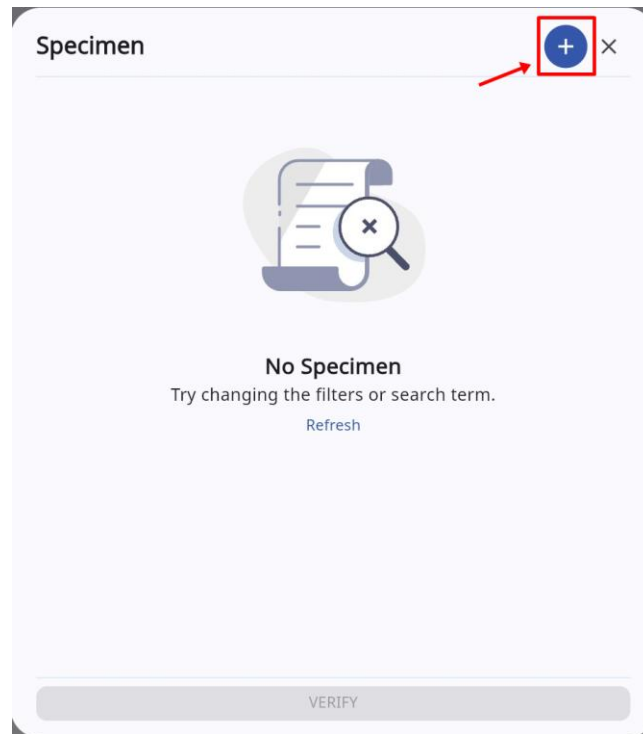 Specimen
No Specimen
Try changing the filters or search term.
Refresh
VERIFY